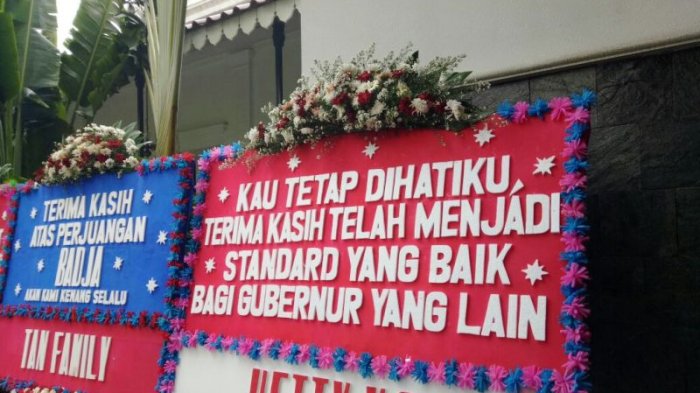 TERIMA KASIH
ATAS PERJUANGAN
BADJA
AKAN KAMI KENANG SELALU
TAN FAMILY
KAU TETAP DIHATIKU
TERIMA KASIH TELAH MENJADI
STANDARD YANG BAIK
BAGI GUBERNUR YANG LAIN